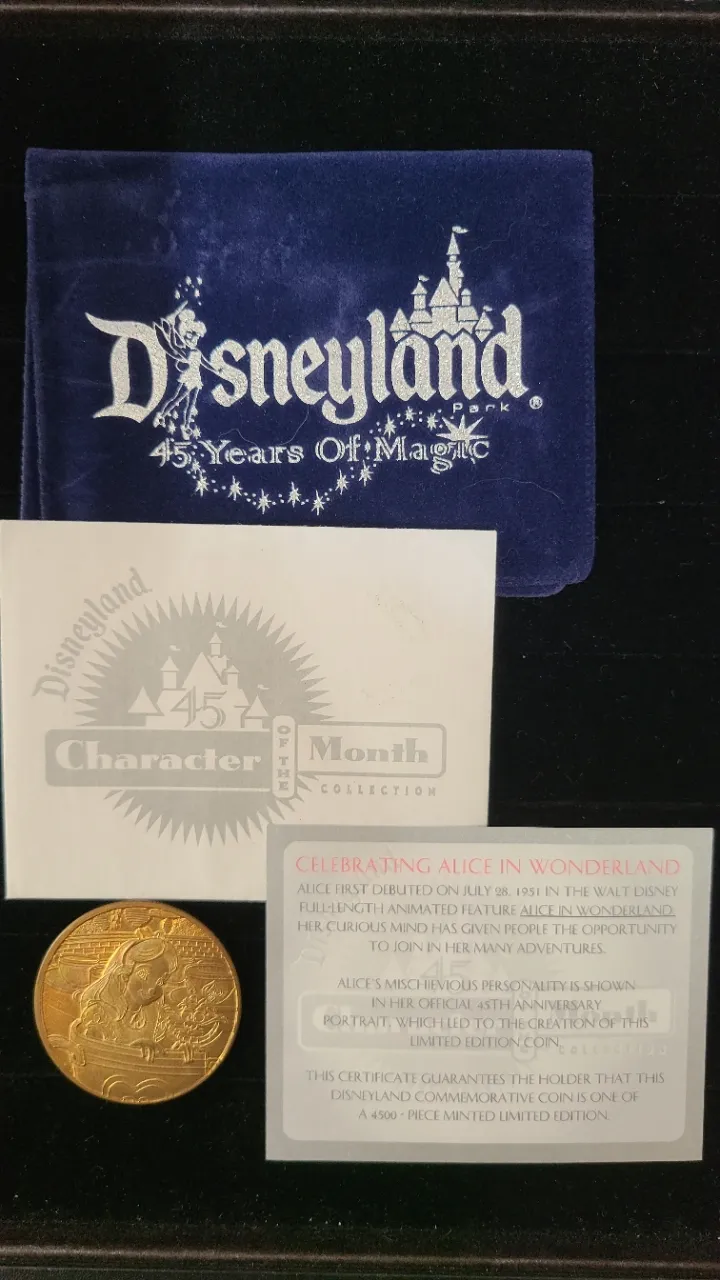 Disneyland
Park ®
45 Years Of Magic
Disneyland
45
Character OF THE Month
COLLECTION
CELEBRATING ALICE IN WONDERLAND
ALICE FIRST DEBUTED ON JULY 28, 1951 IN THE WALT DISNEY
FULL-LENGTH ANIMATED FEATURE ALICE IN WONDERLAND.
HER CURIOUS MIND HAS GIVEN PEOPLE THE OPPORTUNITY
TO JOIN IN HER MANY ADVENTURES.
ALICE'S MISCHIEVIOUS PERSONALITY IS SHOWN
IN HER OFFICIAL 45TH ANNIVERSARY
PORTRAIT, WHICH LED TO THE CREATION OF THIS
LIMITED EDITION COIN.
THIS CERTIFICATE GUARANTEES THE HOLDER THAT THIS
DISNEYLAND COMMEMORATIVE COIN IS ONE OF
A 4500 - PIECE MINTED LIMITED EDITION.